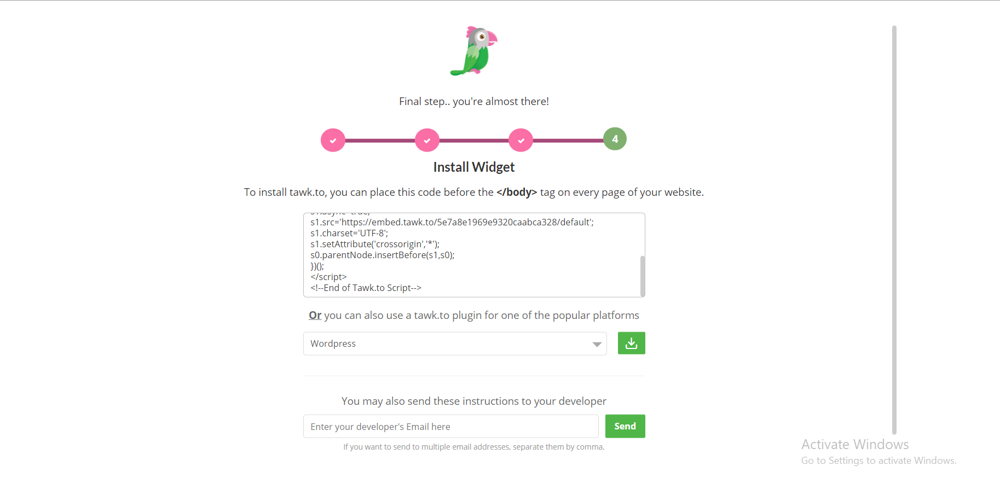 Final step.. you're almost there!
4
Install Widget
To install tawk.to, you can place this code before the </body> tag on every page of your website.
s1.async=true;
s1.src='https://embed.tawk.to/5e7a8e1969e9320caabca328/default';
s1.charset='UTF-8';
s1.setAttribute('crossorigin','*');
s0.parentNode.insertBefore(s1,s0);
})();
</script>
<!--End of Tawk.to Script-->
Or you can also use a tawk.to plugin for one of the popular platforms
Wordpress
You may also send these instructions to your developer
Enter your developer's Email here
Send
If you want to send to multiple email addresses, separate them by comma.
Activate Windows
Go to Settings to activate Windows.